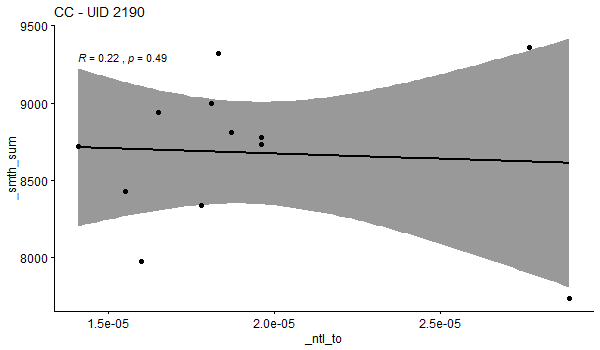 CC - UID 2190
R = 0.22 , p = 0.49
9500
9000
8500
8000
_smth_sum
1.5e-05 2.0e-05 2.5e-05
_ntl_to